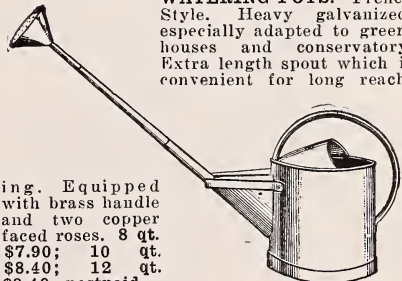 WATERING POTS. French
Style. Heavy galvanized
especially adapted to green
houses and conservatory
Extra length spout which i
convenient for long reach
ing. Equipped
with brass handle
and two copper
faced roses. 8 qt.
$7.90; 10 qt.
$8.40; 12 qt.
postpaid